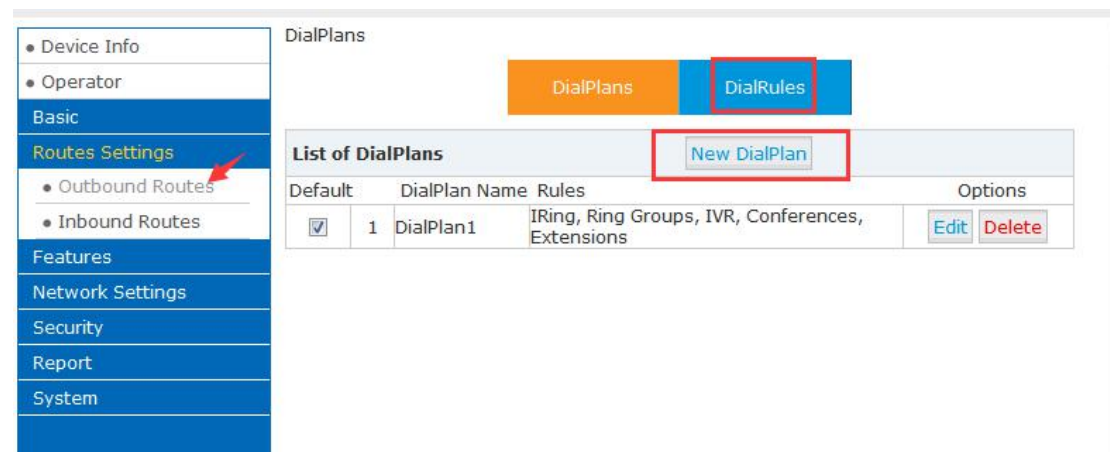 Device Info
Operator
Basic
Routes Settings
Outbound Routes
Inbound Routes
Features
Network Settings
Security
Report
System
DialPlans
DialPlans
DialRules
List of DialPlans
New DialPlan
Default DialPlan Name Rules Options
1 DialPlan1 IRing, Ring Groups, IVR, Conferences,
Extensions
Edit Delete